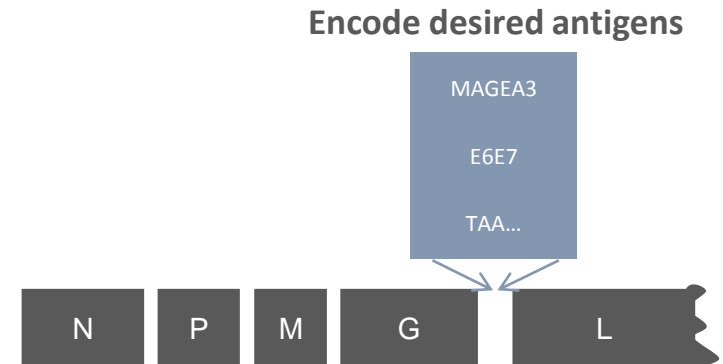 Encode desired antigens
MAGEA3
E6E7
TAA...
N P M G L